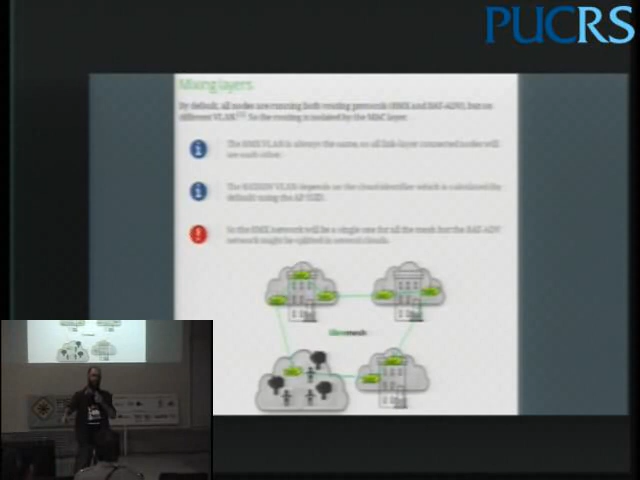 PUCRS
Mixing layers
By default, all nodes are running both routing protocols (BMX and BAT-ADV), but on
different VLAN. So the routing is isolated by the MAC layer.
The BMX VLAN is always the same, so all link-layer connected nodes will
see each other.
The BATADV VLAN depends on the cloud identifier which is calculated (by
default) using the AP SSID.
So the BMX network will be a single one for all the mesh but the BAT-ADV
network might be splitted in several clouds.
libremesh